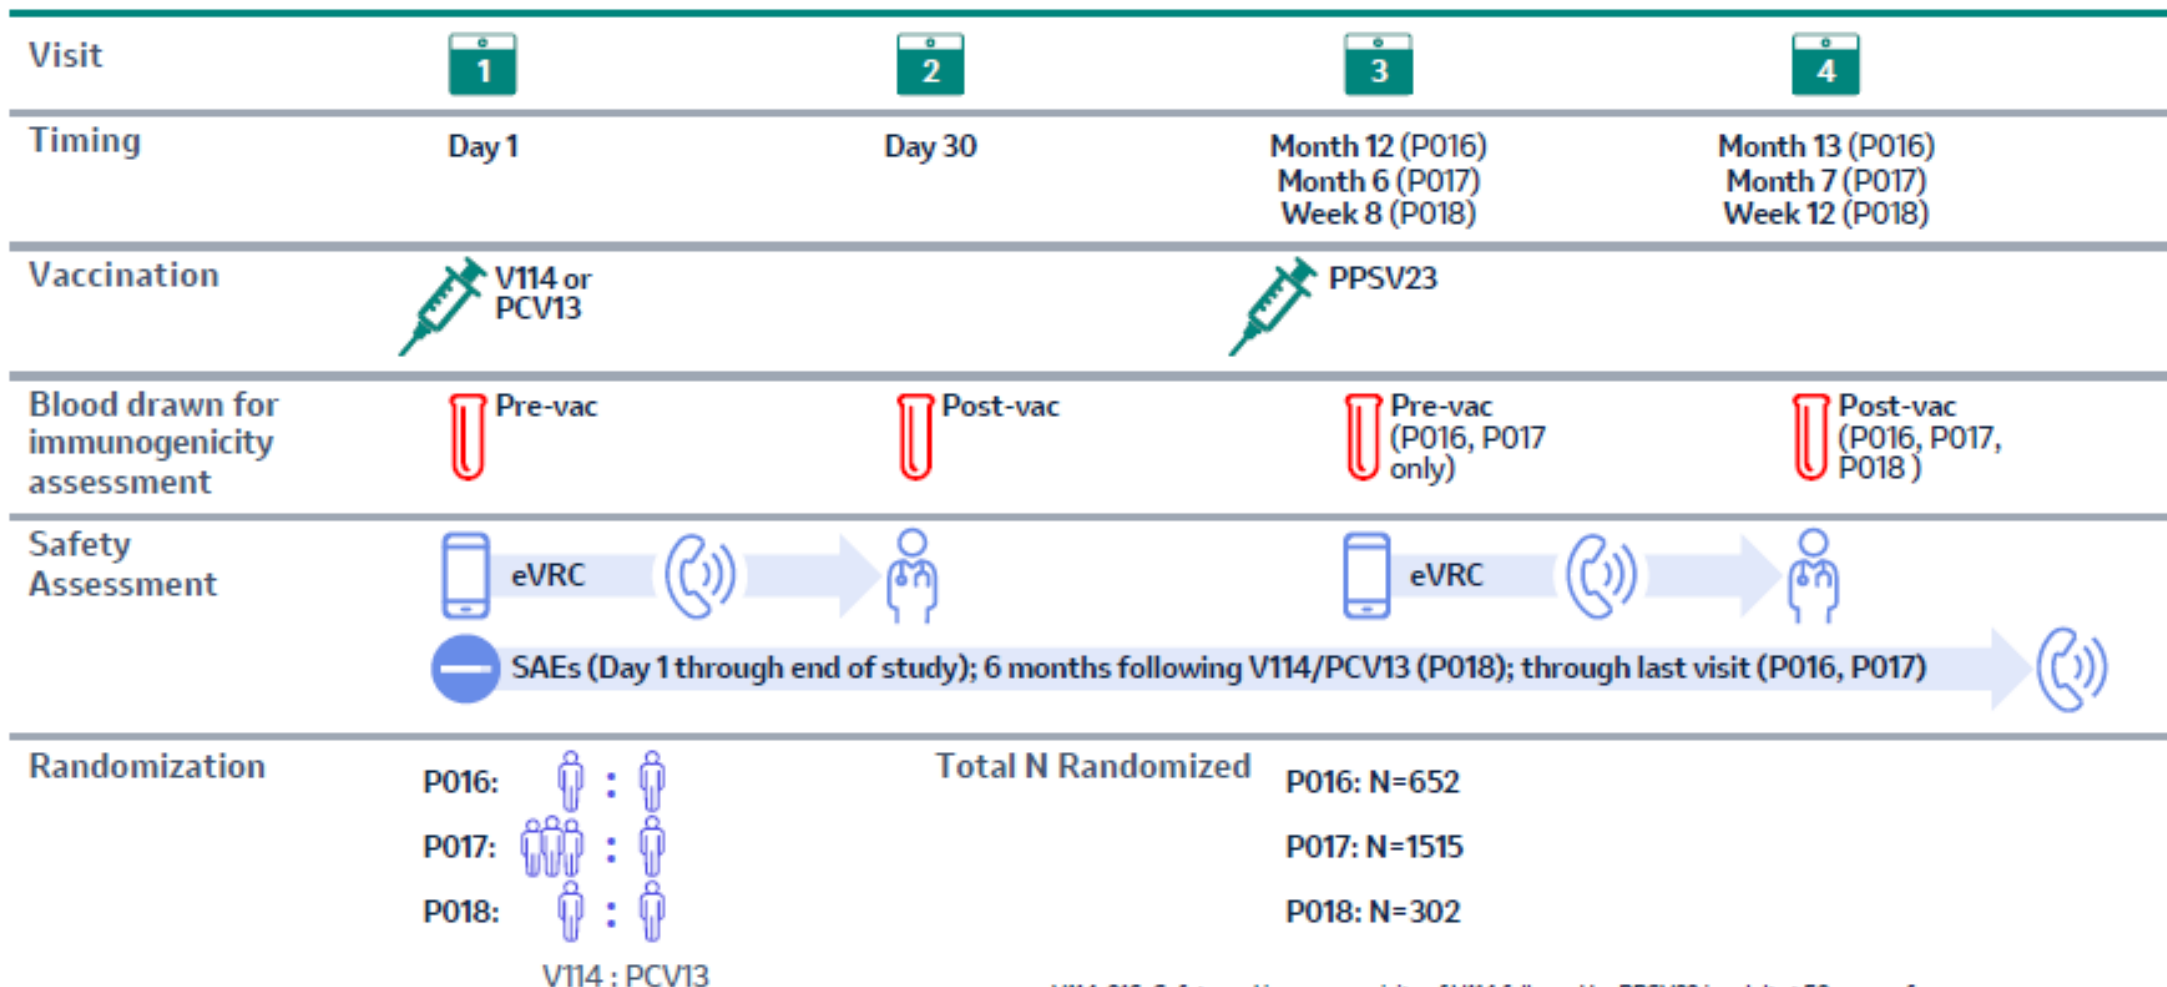 Visit
1
2
3
4
Timing
Day 1
Day 30
Month 12 (P016)
Month 6 (P017)
Week 8 (P018)
Month 13 (P016)
Month 7 (P017)
Week 12 (P018)
Vaccination
V114 or
PCV13
PPSV23
Blood drawn for
immunogenicity
assessment
Pre-vac
Post-vac
Pre-vac
(P016, P017
only)
Post-vac
(P016, P017,
P018 )
Safety
Assessment
eVRC
eVRC
SAEs (Day 1 through end of study); 6 months following V114/PCV13 (P018); through last visit (P016, P017)
Randomization
P016:
:
P017:
:
P018:
:
V114 : PCV13
Total N Randomized
P016: N=652
P017: N=1515
P018: N=302